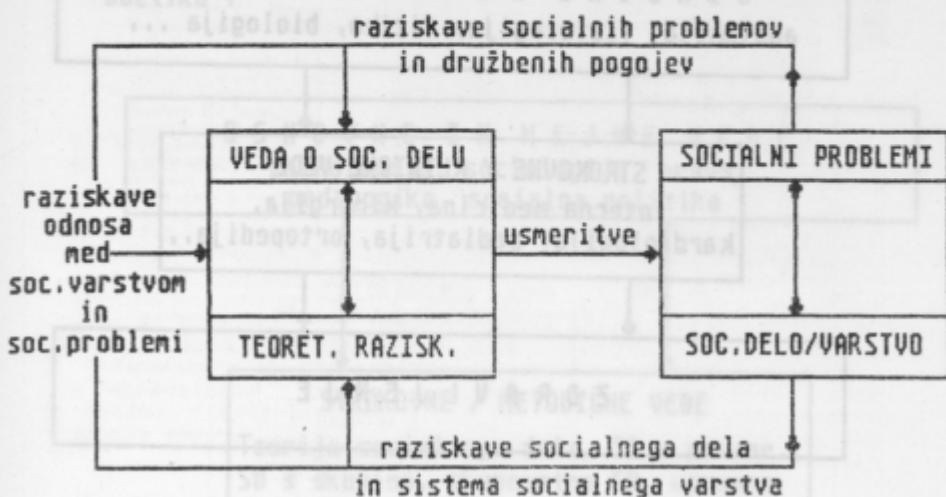 raziskave socialnih problemov
in družbenih pogojev
VEDA O SOC. DELU
SOCIALNI PROBLEMI
raziskave
odnosa
med
soc.varstvom
in
soc.problemi
usmeritve
TEORET. RAZISK.
SOC.DELO/VARSTVO
raziskave socialnega dela
in sistema socialnega varstva